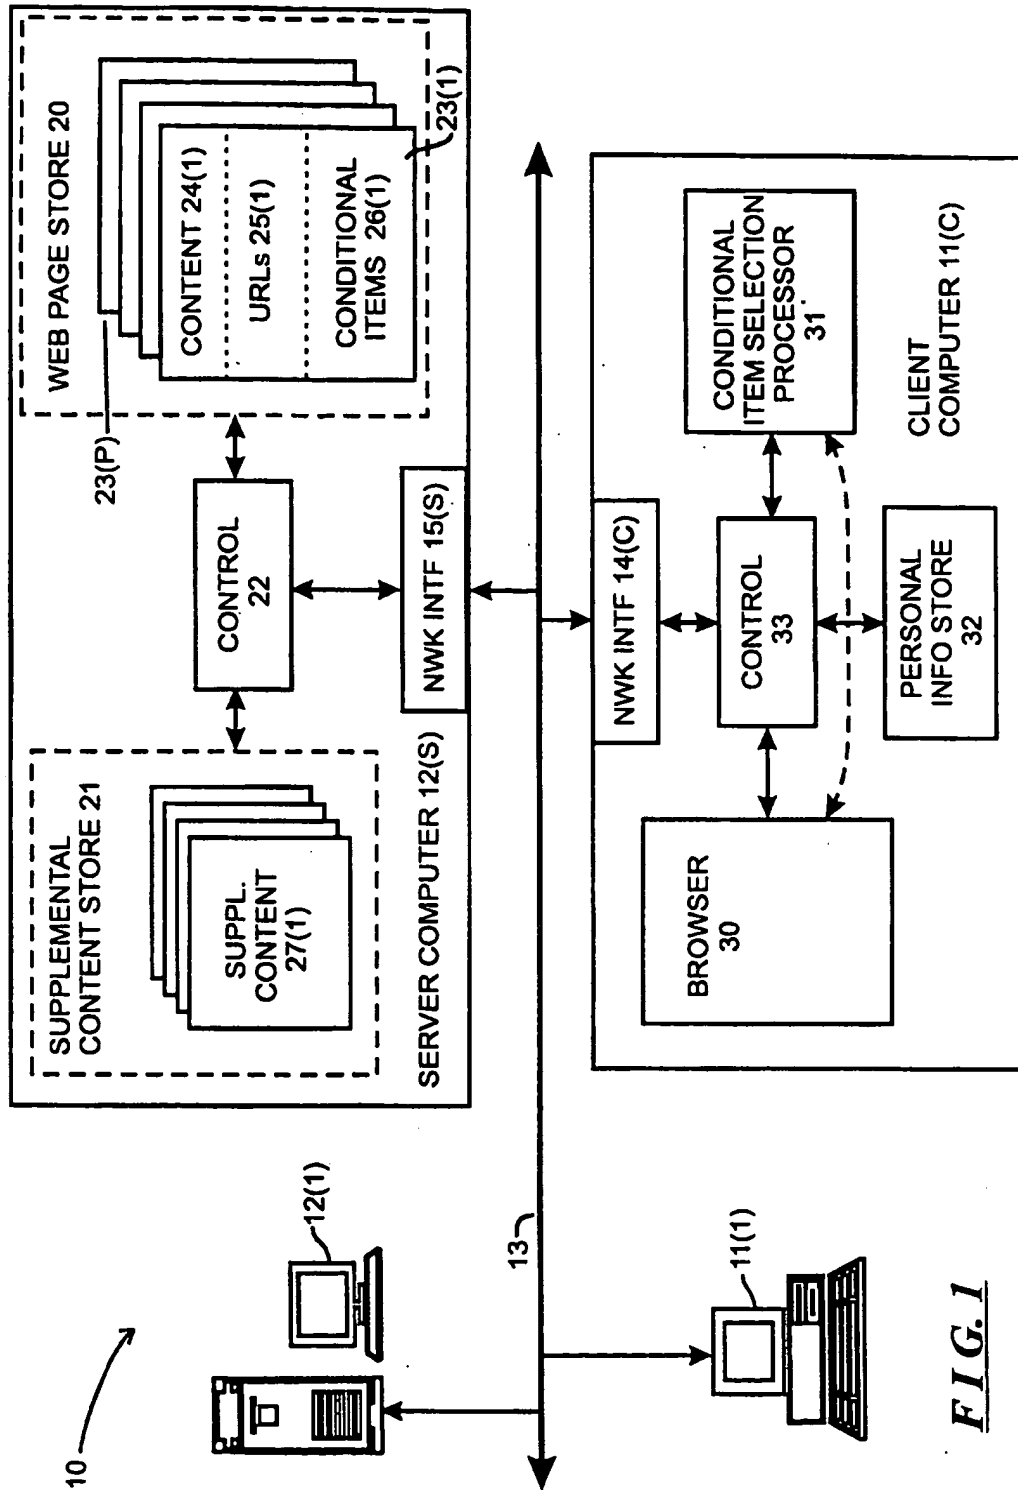 10
12(1)
SUPPLEMENTAL
CONTENT STORE 21
SUPPL.
CONTENT
27(1)
SERVER COMPUTER 12(S)
CONTROL
22
NWK INTF 15(S)
23(P)
WEB PAGE STORE 20
CONTENT 24(1)
URLs 25(1)
CONDITIONAL
ITEMS 26(1)
23(1)
13
11(1)
NWK INTF 14(C)
BROWSER
30
CONTROL
33
PERSONAL
INFO STORE
32
CONDITIONAL
ITEM SELECTION
PROCESSOR
31
CLIENT
COMPUTER 11(C)
FIG. 1